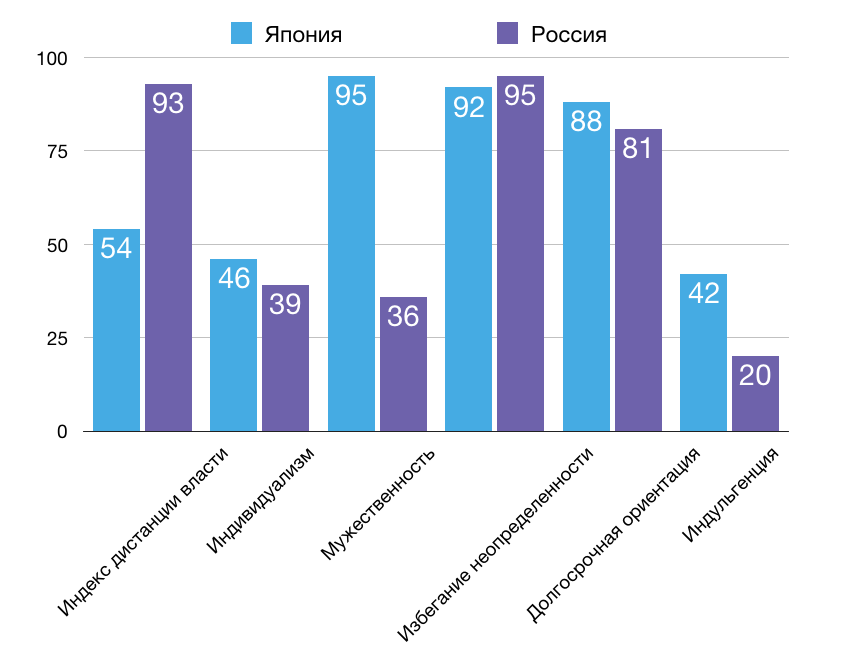 Япония Россия
100
75
50
25
0
54
93
46
39
95
36
92
95
88
81
42
20
Индекс дистанции власти
Индивидуализм
Мужественность
Избегание неопределенности
Долгосрочная ориентация
Индульгенция